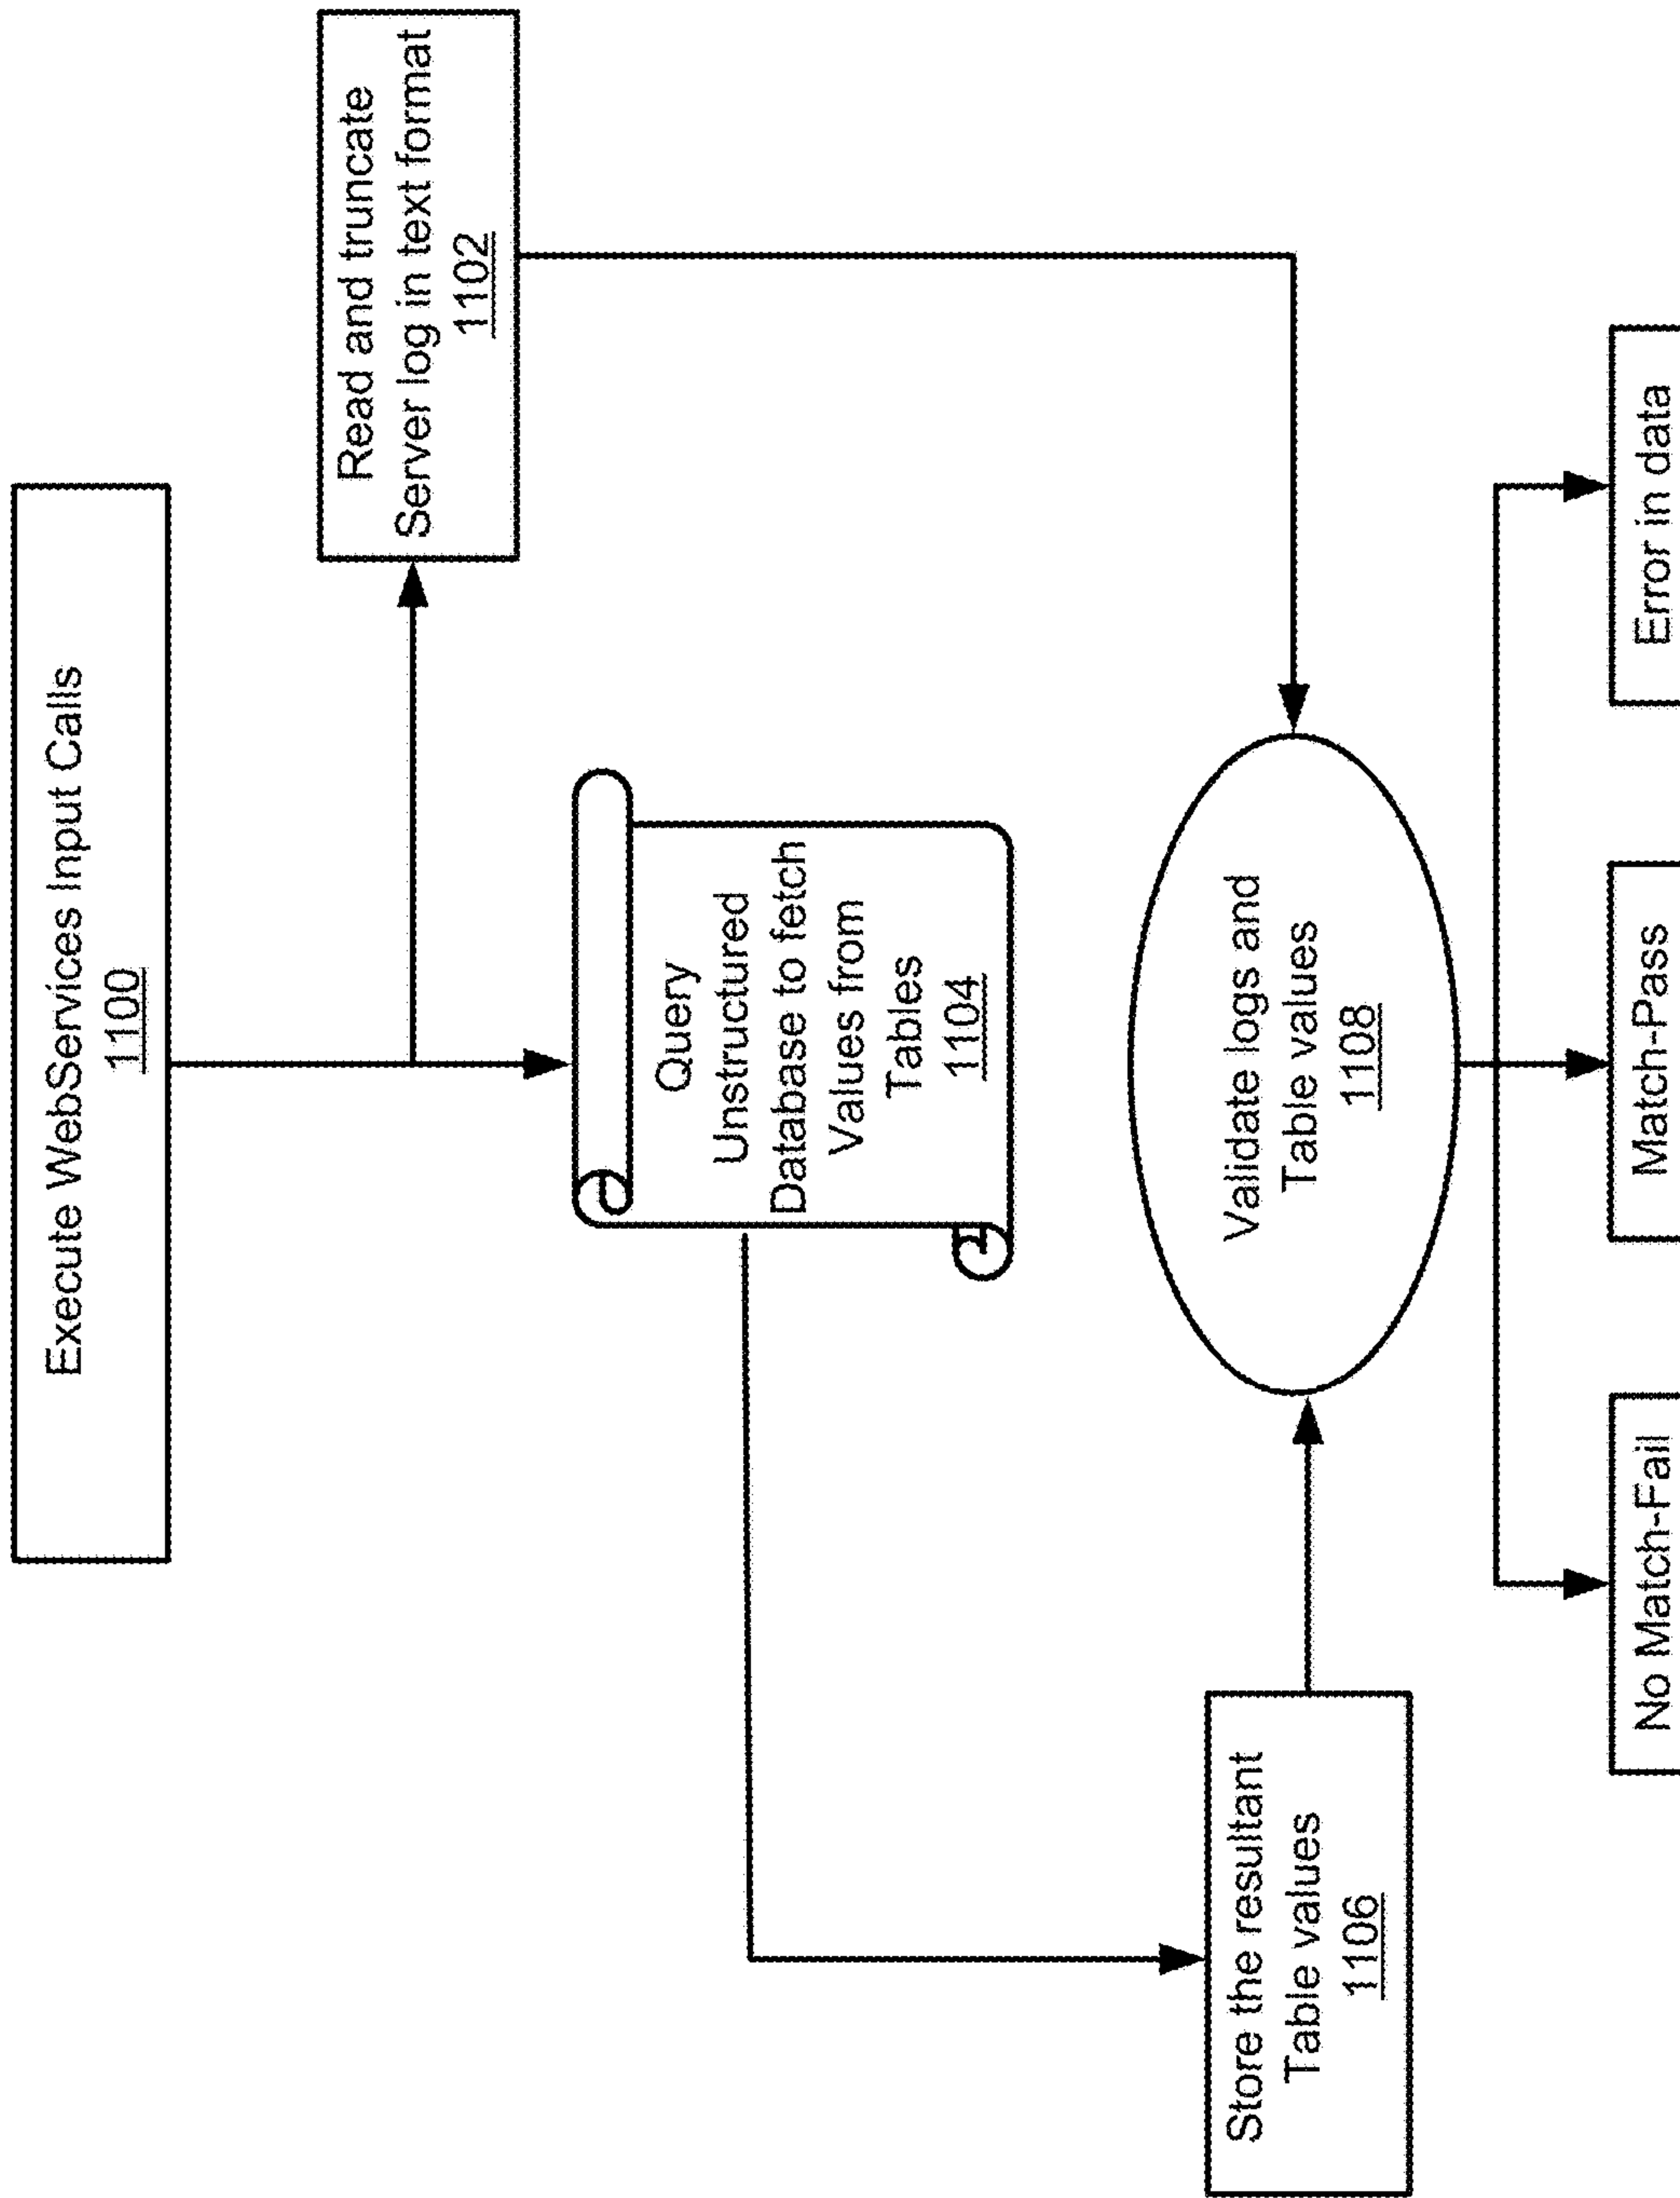 Execute WebServices Input Calls
1100
Read and truncate
Server log in text format
1102
Query
Unstructured
Database to fetch
Values from
Tables
1104
Store the resultant
Table values
1106
Validate logs and
Table values
1108
No Match-Fail
Match-Pass
Error in data